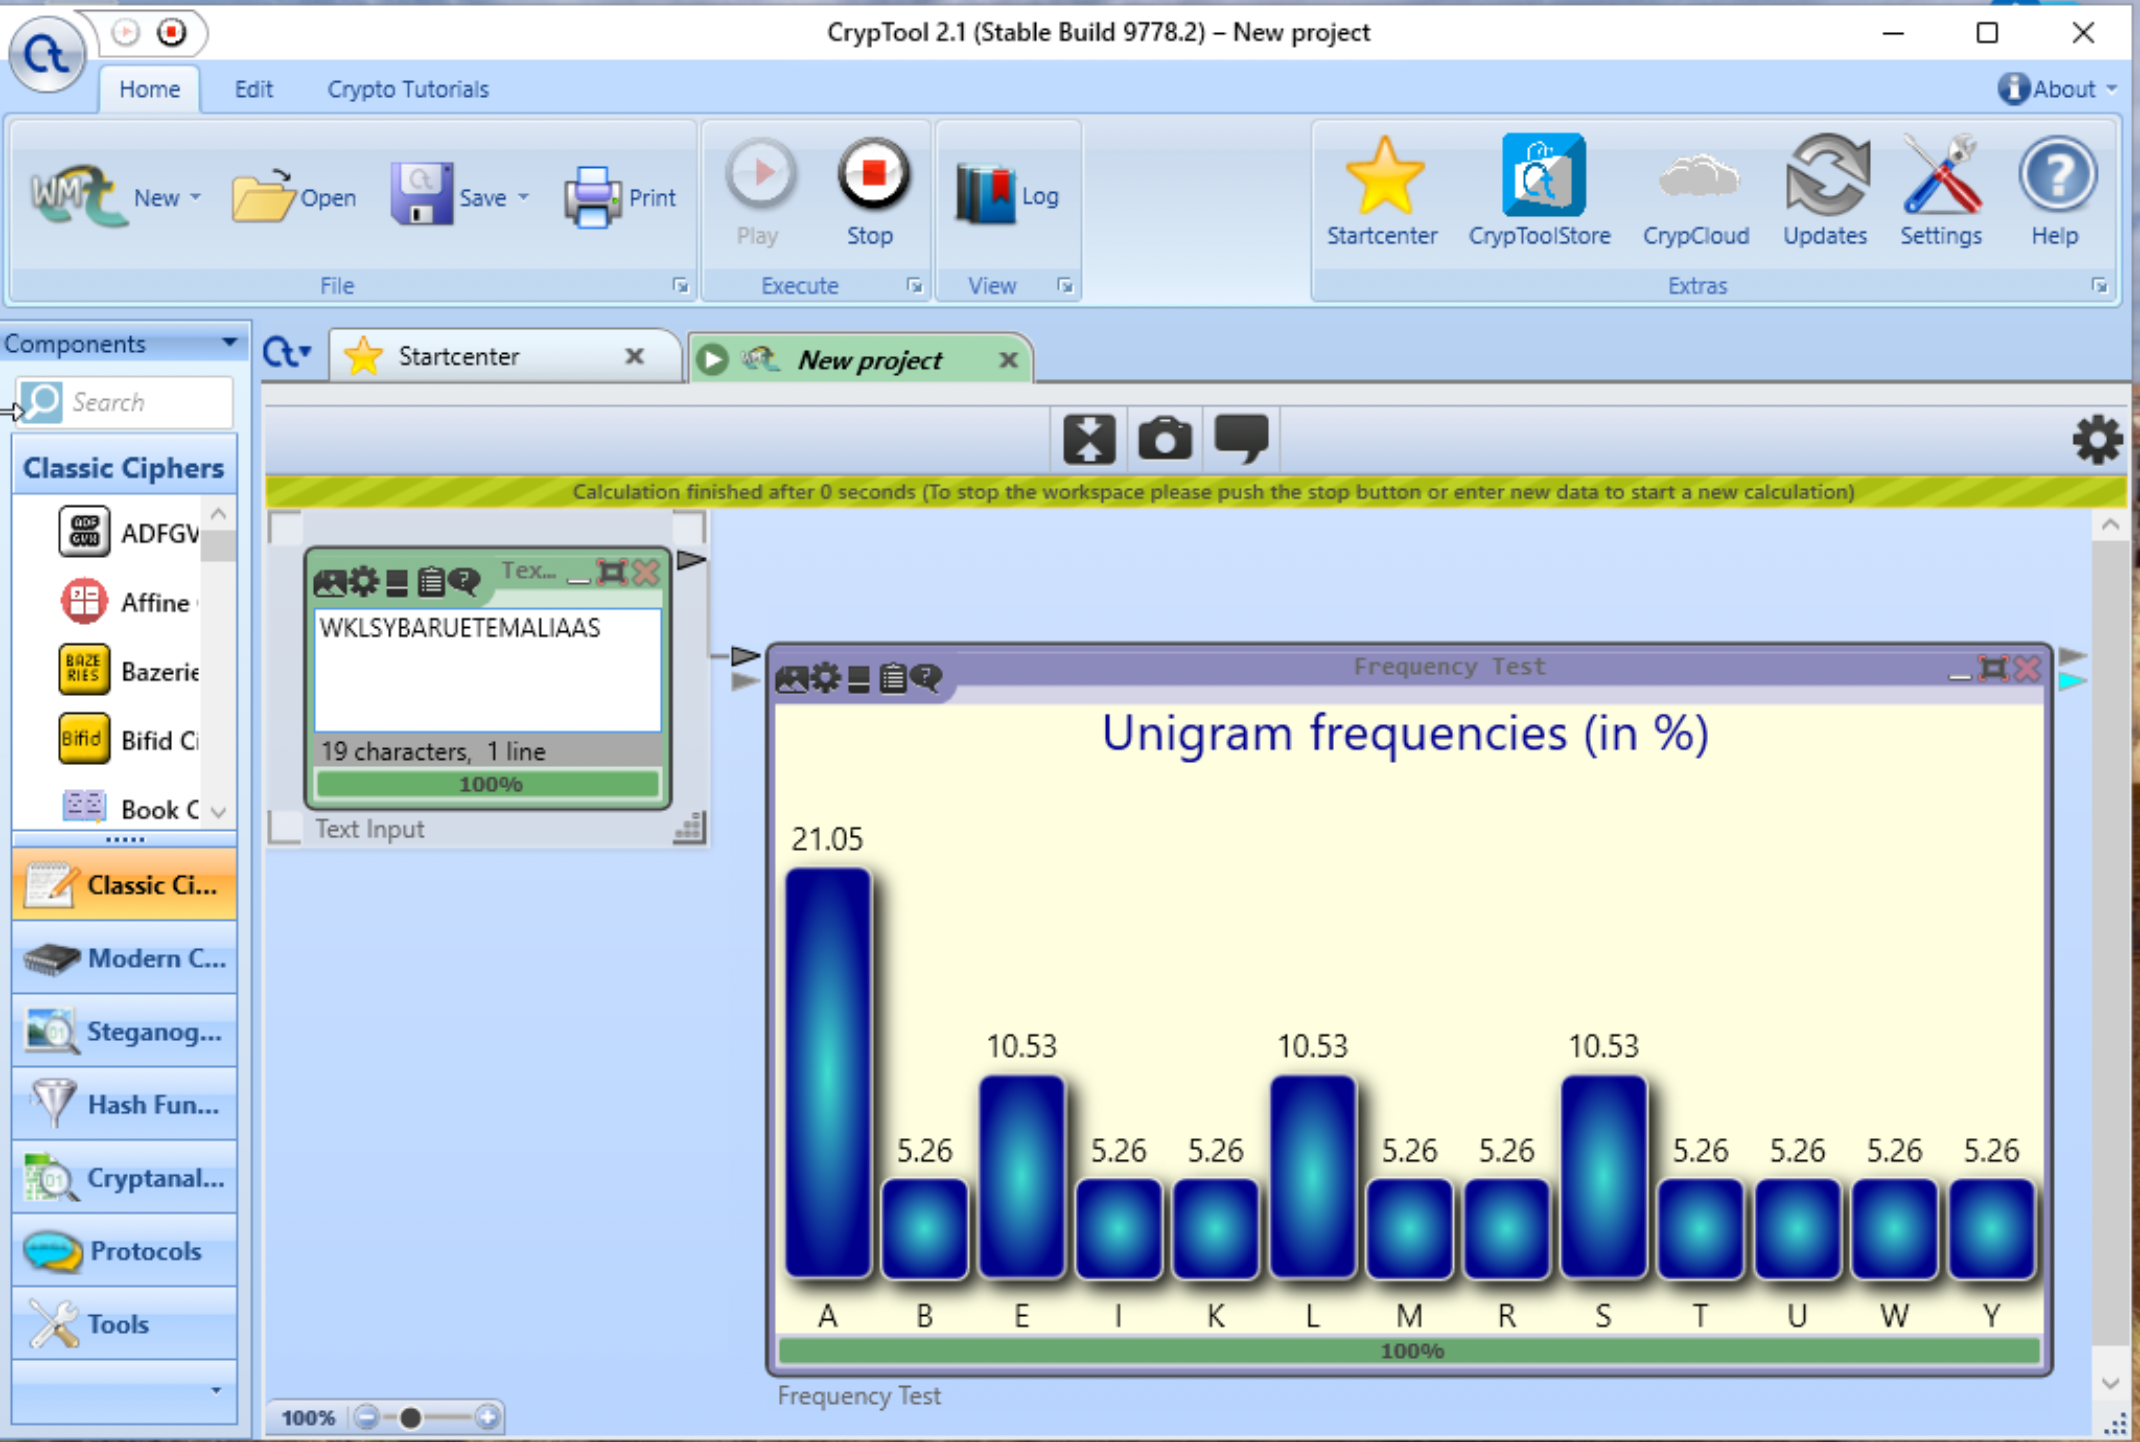 CrypTool 2.1 (Stable Build 9778.2) – New project
Home Edit Crypto Tutorials About
New Open Save Print Play Stop Log Startcenter CrypToolStore CrypCloud Updates Settings Help
File Execute View Extras
Components
Startcenter
New project
Search
Classic Ciphers
Calculation finished after 0 seconds (To stop the workspace please push the stop button or enter new data to start a new calculation)
ADFGV
Affine
BAZE RIES Bazerie
Bifid Bifid Ci
Book C
Classic Ci...
Modern C...
Steganog...
Hash Fun...
Cryptanal...
Protocols
Tools
Tex...
WKLSYBARUETEMALIAAS
19 characters, 1 line
100%
Text Input
Frequency Test
Unigram frequencies (in %)
21.05
10.53 10.53 10.53
5.26 5.26 5.26 5.26 5.26 5.26 5.26 5.26 5.26
A B E I K L M R S T U W Y
100%
Frequency Test
100%